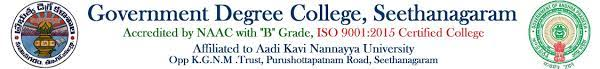 Government Degree College, Seethanagaram
Accredited by NAAC with "B" Grade, ISO 9001:2015 Certified College
Affiliated to Aadi Kavi Nannayya University
Opp K.G.N.M .Trust, Purushottapatnam Road, Seethanagaram